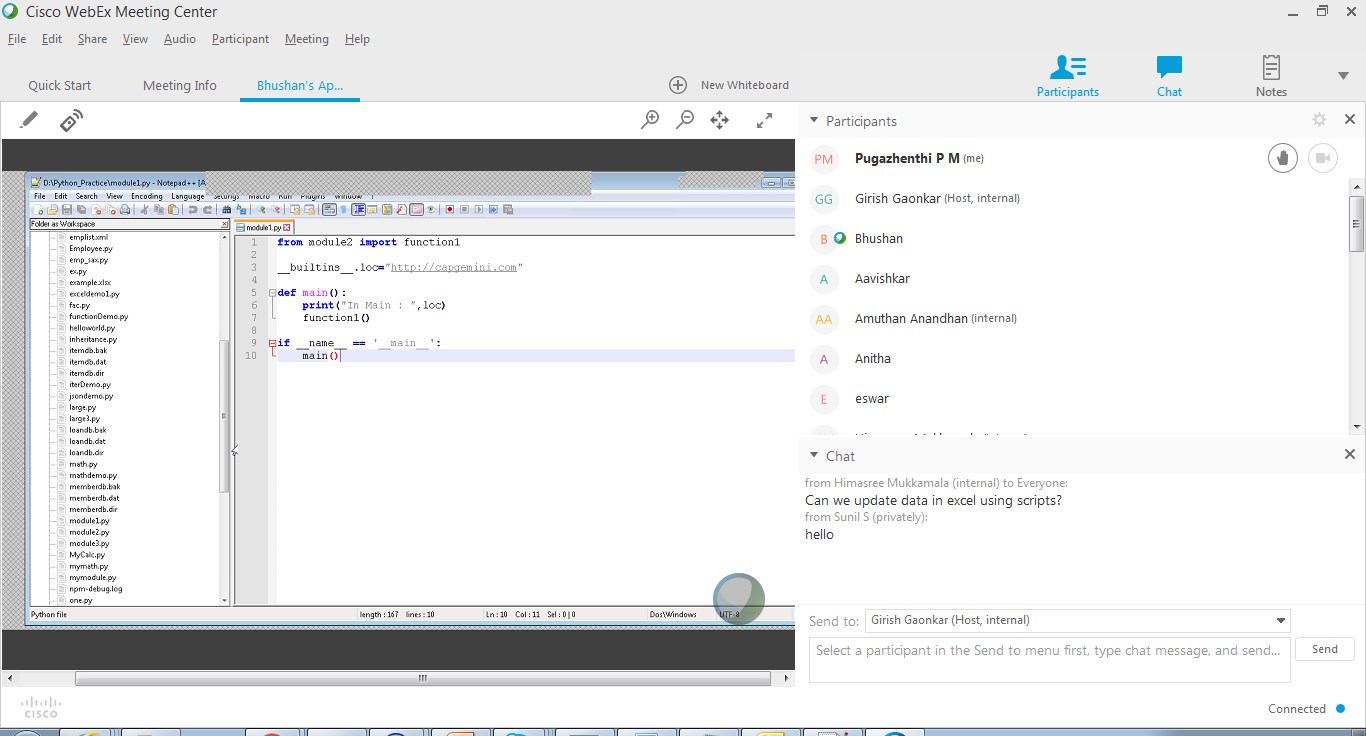 Cisco WebEx Meeting Center
File Edit Share View Audio Participant Meeting Help
Quick Start Meeting Info Bhushan's Ap... New Whiteboard
Participants Chat Notes
D:\Python_Practice\module1.py - Notepad++ [A
File Edit Search View Encoding Language Settings Macro Run Plugins Window
Folder as Workspace
emplist.xml
Employee.py
emp_sax.py
ex.py
example.xlsx
exceldemo1.py
fac.py
functionDemo.py
helloworld.py
inheritance.py
itemdb.bak
itemdb.dat
itemdb.dir
iterDemo.py
jsondemo.py
large.py
large3.py
loandb.bak
loandb.dat
loandb.dir
math.py
mathdemo.py
memberdb.bak
memberdb.dat
memberdb.dir
module1.py
module2.py
module3.py
MyCalc.py
mymath.py
mymodule.py
npm-debug.log
one.py
module1.py
1 from module2 import function1
2
3 __builtins__.loc="http://capgemini.com"
4
5 def main():
6 print("In Main : ",loc)
7 function1()
8
9 if __name__ == '__main__':
10 main()
Python file length : 167 lines : 10 Ln : 10 Col : 11 Sel : 0 | 0 Dos\Windows UTF-8
Participants
PM Pugazhenthi P M (me)
GG Girish Gaonkar (Host, internal)
B Bhushan
A Aavishkar
AA Amuthan Anandhan (internal)
A Anitha
E eswar
Chat
from Himasree Mukkamala (internal) to Everyone:
Can we update data in excel using scripts?
from Sunil S (privately):
hello
Send to: Girish Gaonkar (Host, internal)
Select a participant in the Send to menu first, type chat message, and send...
Send
CISCO
Connected